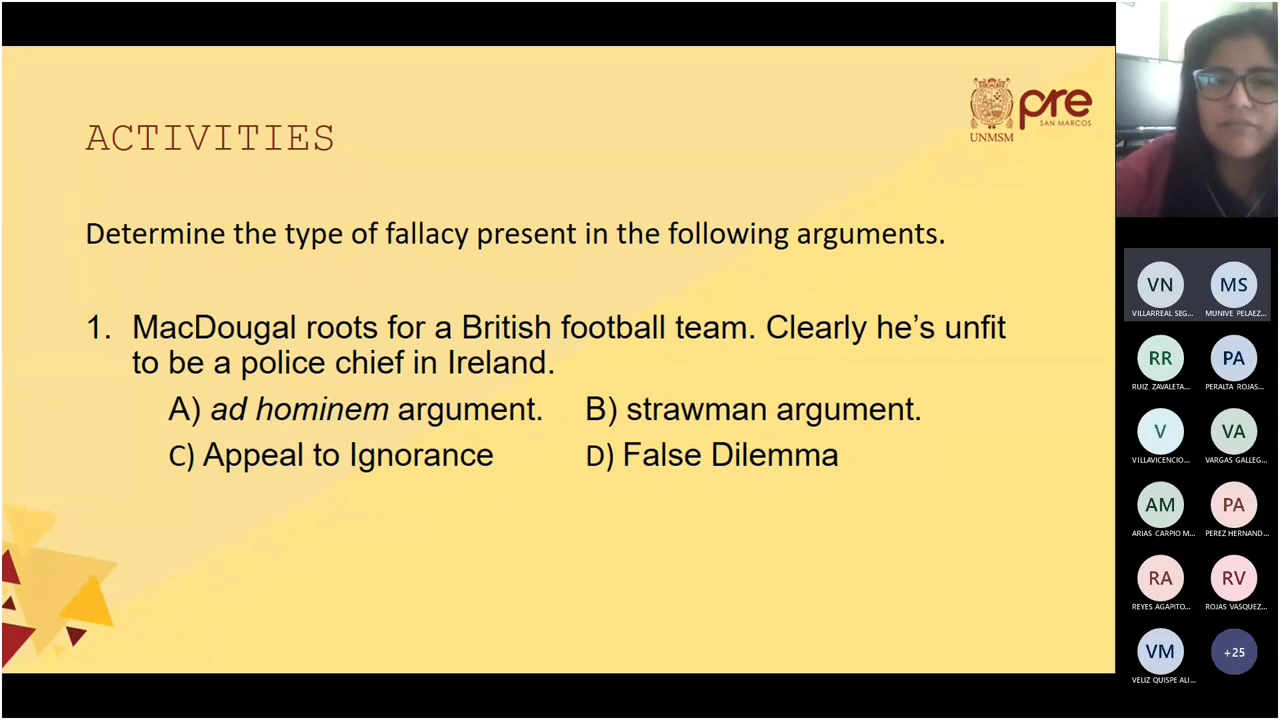 ACTIVITIES
pre
SAN MARCOS
UNMSM
Determine the type of fallacy present in the following arguments.
1. MacDougal roots for a British football team. Clearly he's unfit
to be a police chief in Ireland.
A) ad hominem argument. B) strawman argument.
C) Appeal to Ignorance D) False Dilemma
VN MS
VILLARREAL SEG... MUNIVE PELAEZ...
RR PA
RUIZ ZAVALETA... PERALTA ROJAS...
V VA
VILLAVICENCIO... VARGAS GALLEG...
AM PA
ARIAS CARPIO M... PEREZ HERNAND...
RA RV
REYES AGAPITO... ROJAS VASQUEZ...
VM +25
VELIZ QUISPE ALI...